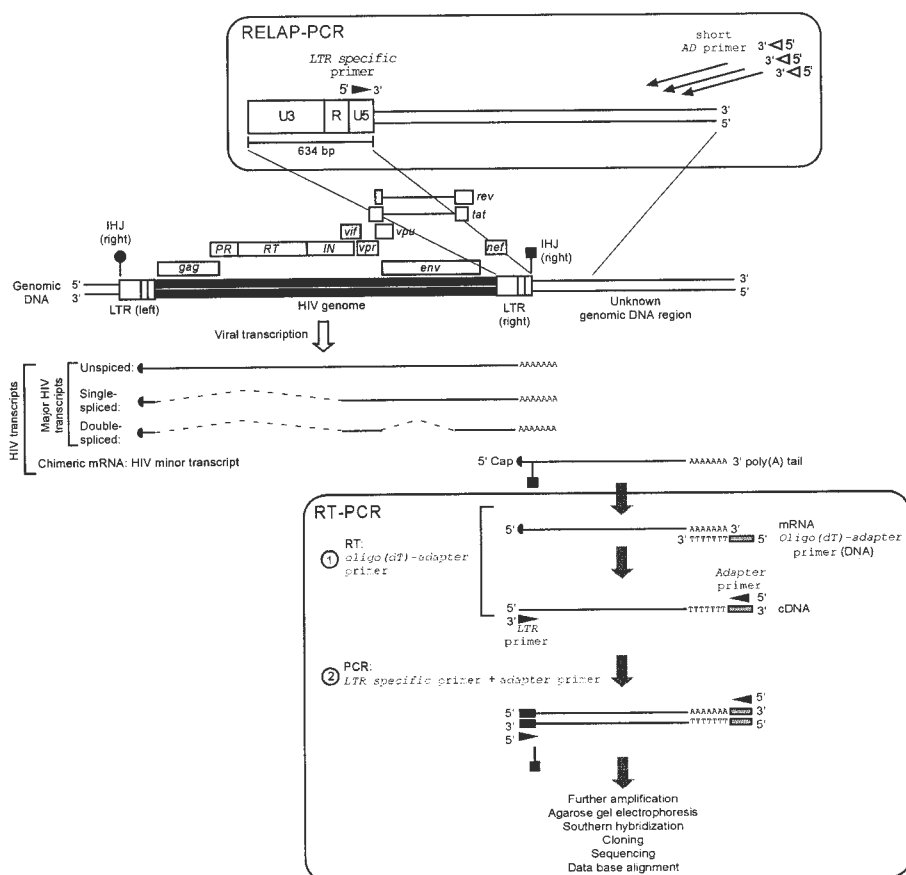 RELAP-PCR
LTR specific
primer
5' 3'
short
AD primer
3' 5'
3' 5'
3' 5'
U3 R U5
3'
5'
634 bp
rev
tat
IHJ
(right)
vif
vpu
PR RT IN vpr
nef
IHJ
(right)
gag
env
Genomic
DNA
5'
3'
3'
5'
LTR (left)
HIV genome
LTR
(right)
Unknown
genomic DNA region
Viral transcription
HIV transcripts
Major HIV
transcripts
Unspiced:
AAAAAAA
Single-
spliced:
AAAAAAA
Double-
spliced:
AAAAAAA
Chimeric mRNA: HIV minor transcript
5' Cap
AAAAAAA 3' poly(A) tail
RT-PCR
1
RT:
oligo(dT)-adapter
primer
5'
AAAAAAA 3'
mRNA
3' TTTTTTT 5'
Oligo(dT)-adapter
primer (DNA)
Adapter
primer
5'
5'
TTTTTTT 3'
cDNA
3'
LTR
primer
2
PCR:
LTR specific primer + adapter primer
5'
5' AAAAAAA 3'
3' TTTTTTT 5'
5'
Further amplification
Agarose gel electrophoresis
Southern hybridization
Cloning
Sequencing
Data base alignment